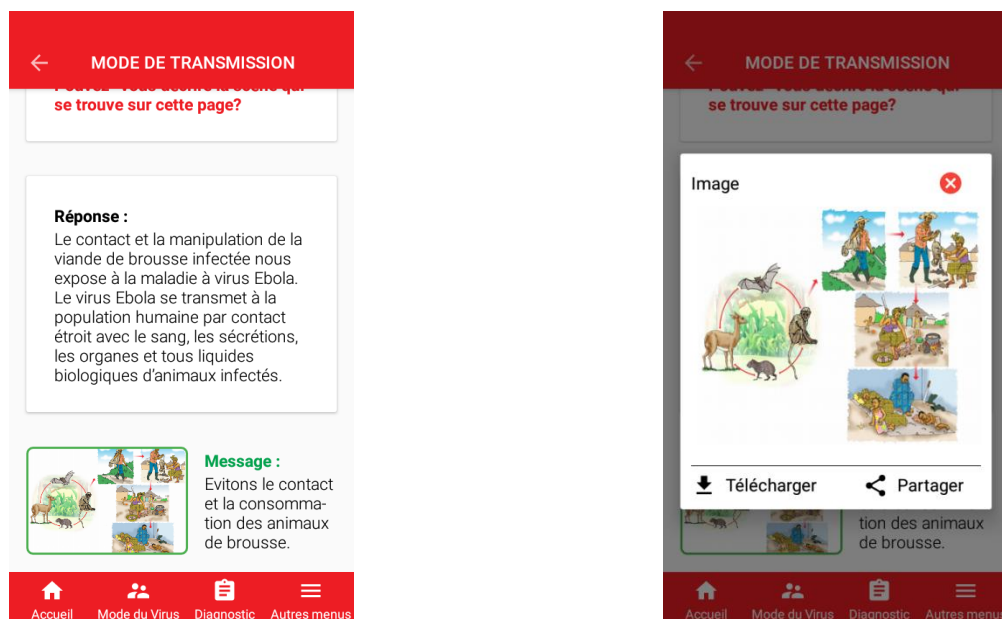 MODE DE TRANSMISSION
se trouve sur cette page?
Réponse :
Le contact et la manipulation de la
viande de brousse infectée nous
expose à la maladie à virus Ebola.
Le virus Ebola se transmet à la
population humaine par contact
étroit avec le sang, les sécrétions,
les organes et tous liquides
biologiques d'animaux infectés.
Message :
Evitons le contact
et la consomma-
tion des animaux
de brousse.
Accueil Mode du Virus Diagnostic Autres menus
MODE DE TRANSMISSION
se trouve sur cette page?
Image
Télécharger Partager
tion des animaux
de brousse.
Accueil Mode du Virus Diagnostic Autres menus